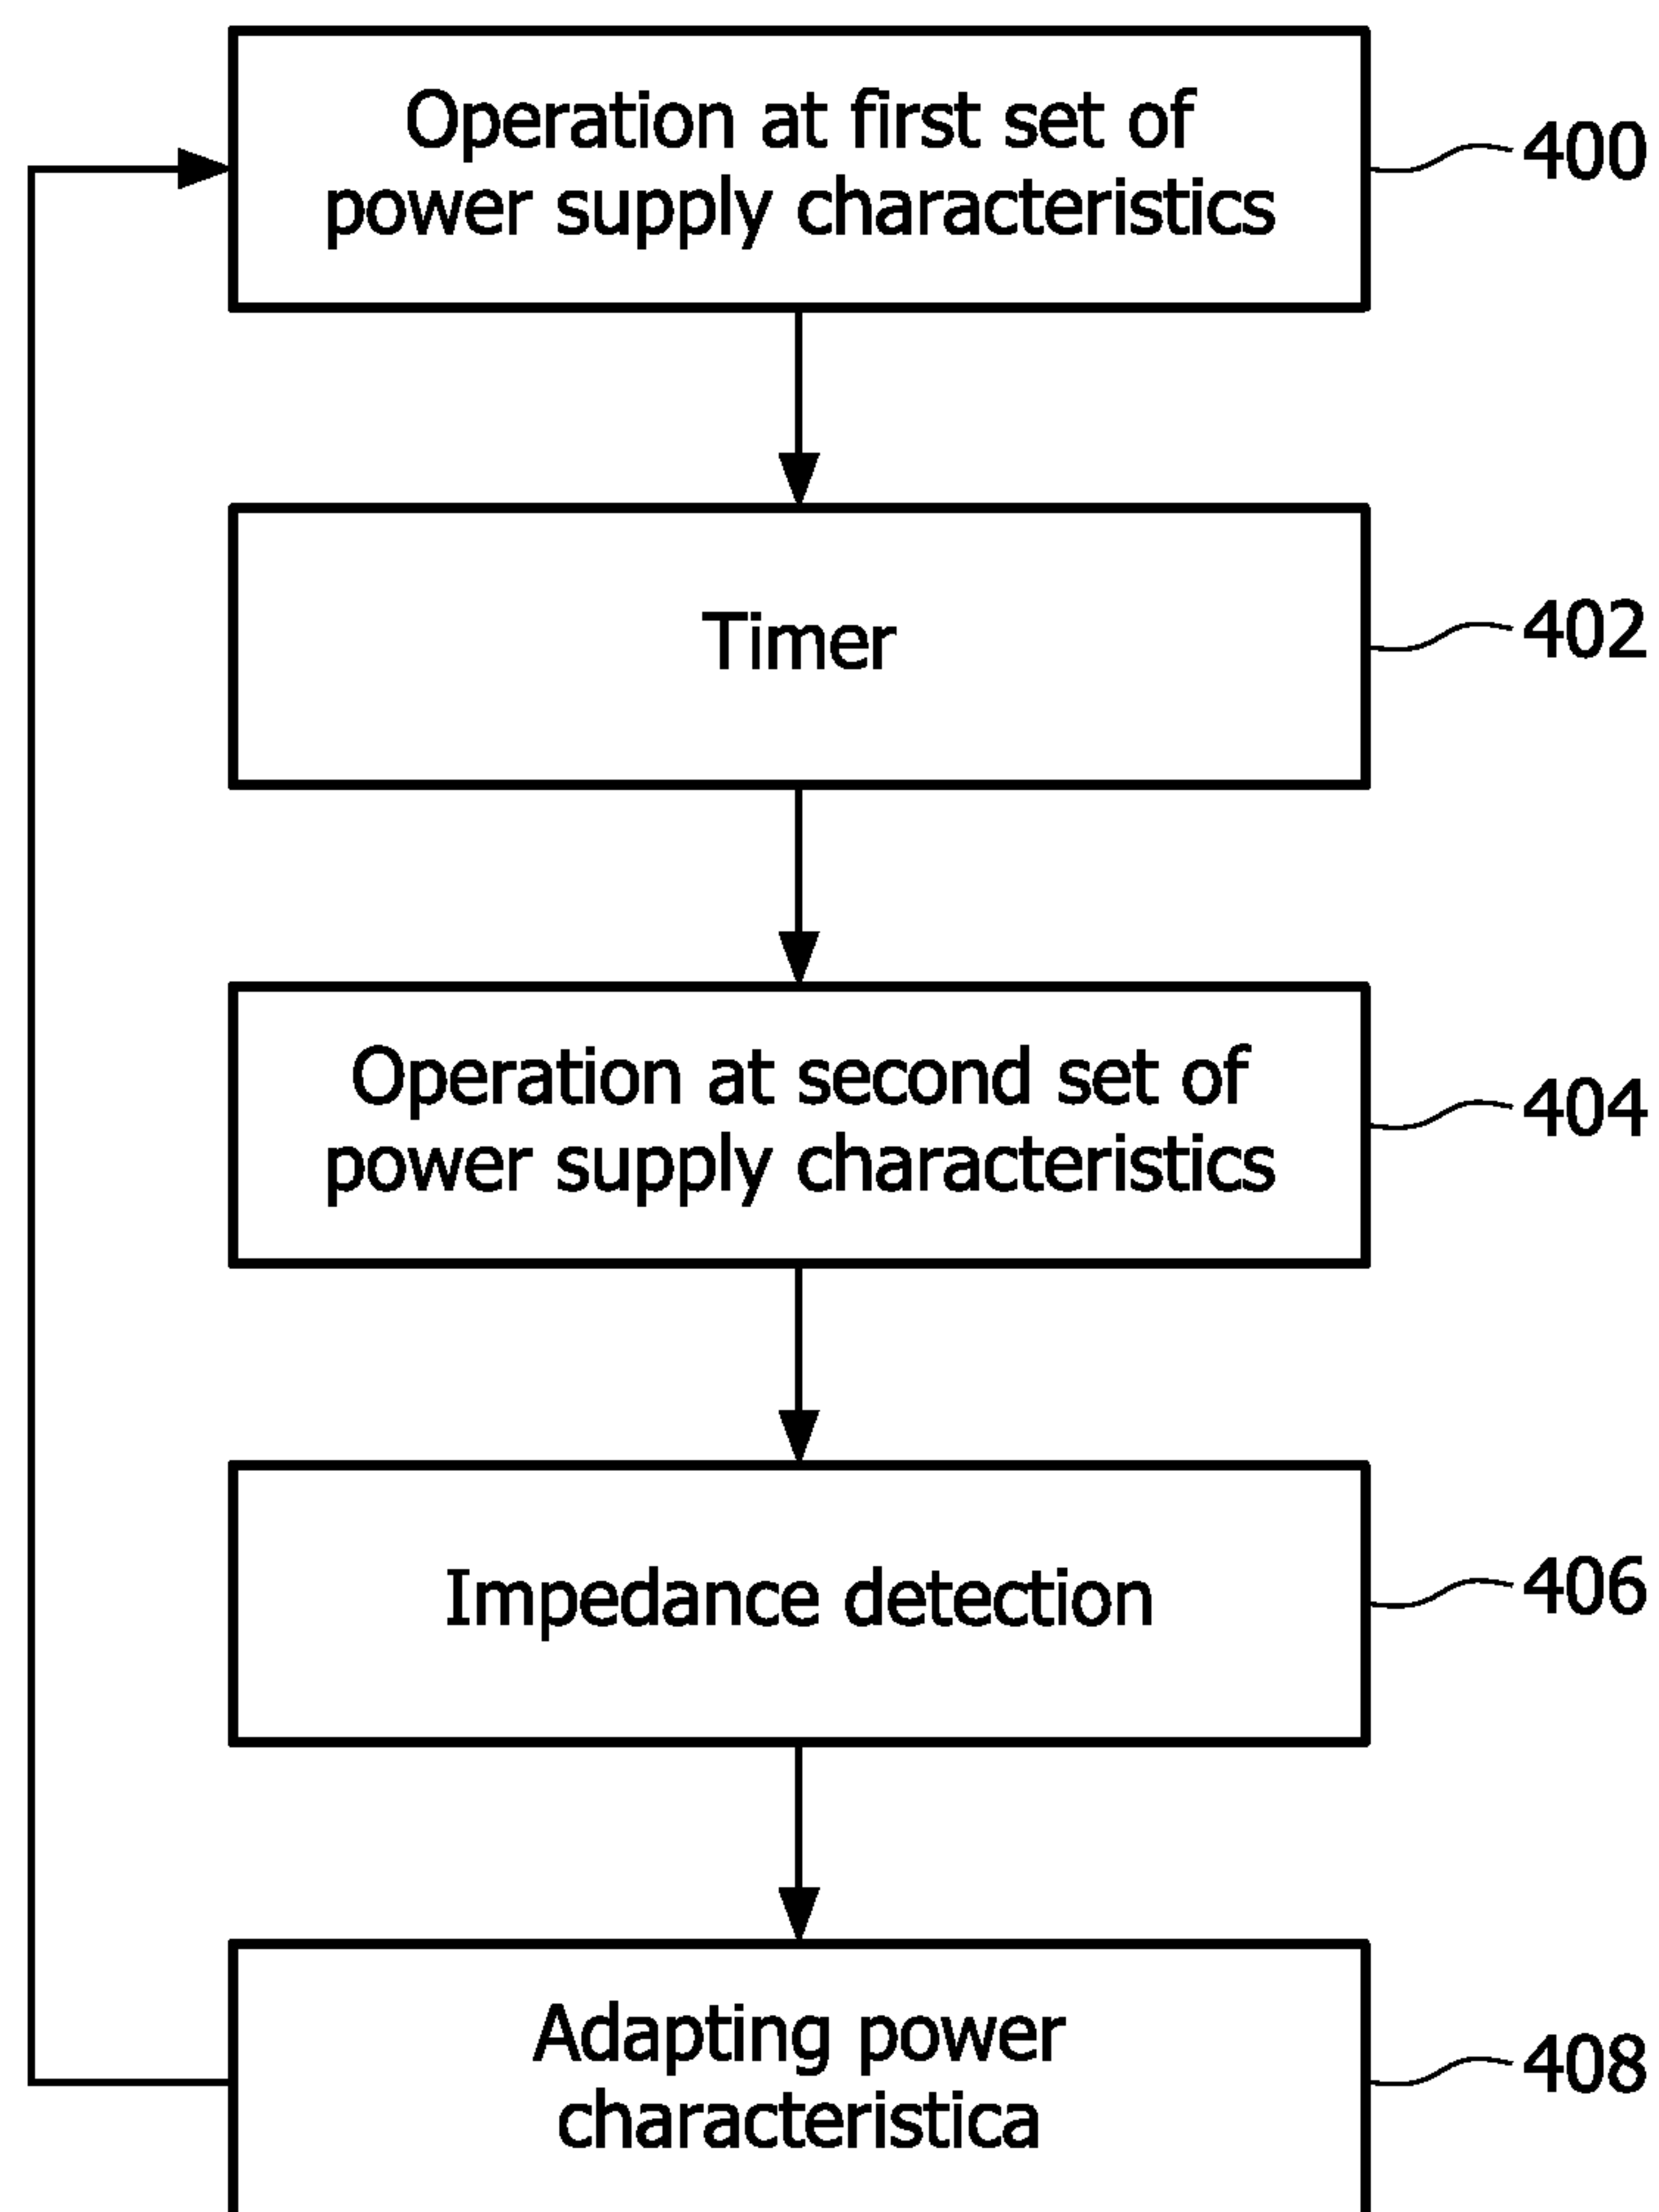 Operation at first set of
power supply characteristics
400
Timer
402
Operation at second set of
power supply characteristics
404
Impedance detection
406
Adapting power
characteristica
408